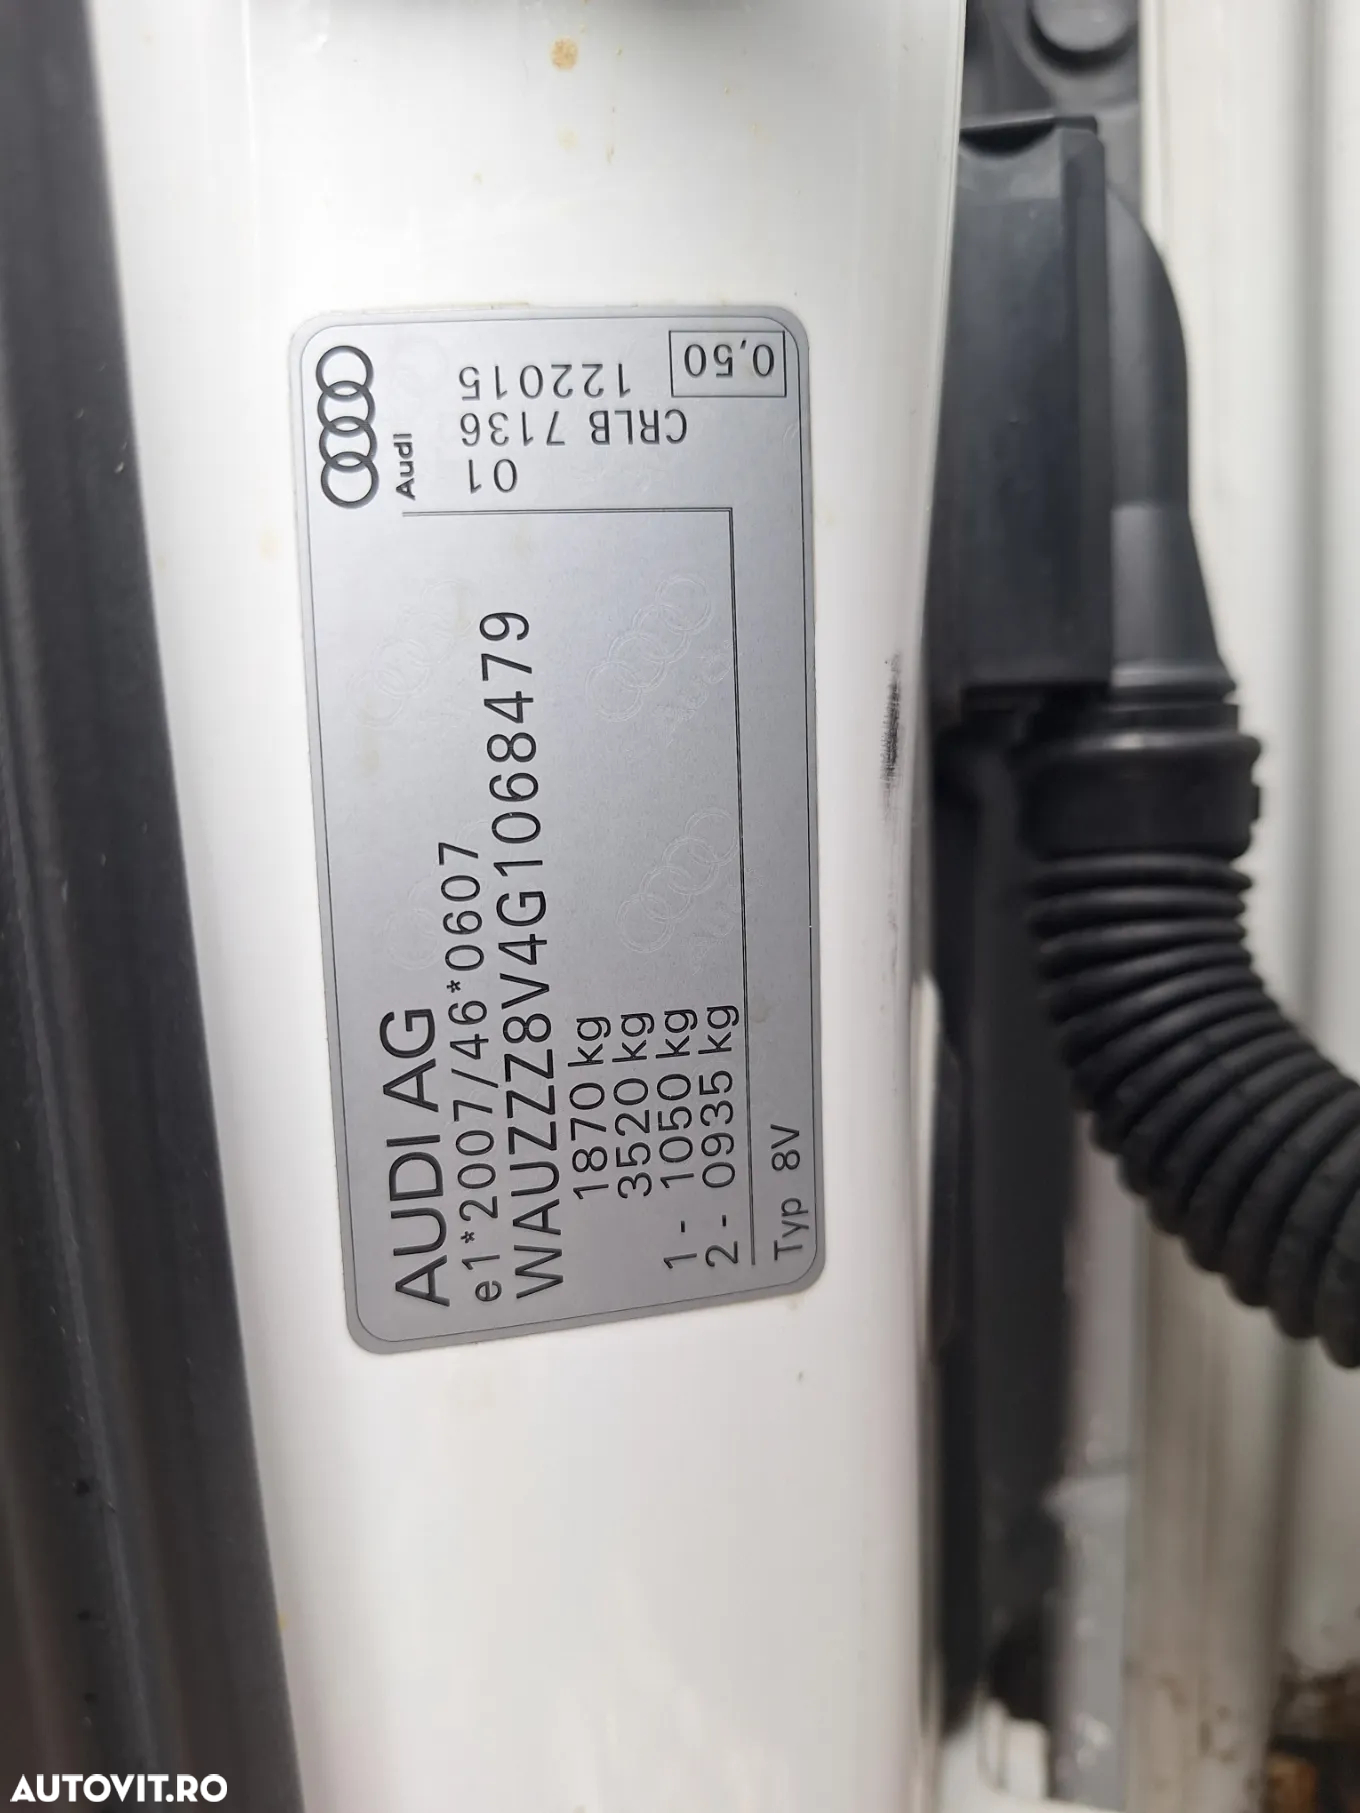 AUDI AG
e1*2007/46*0607
WAUZZZ8V4G1068479
1870 kg
3520 kg
1- 1050 kg
2- 0935 kg
Typ 8V
Audi
01
CRLB 7136
122015
0,50
AUTOVIT.RO